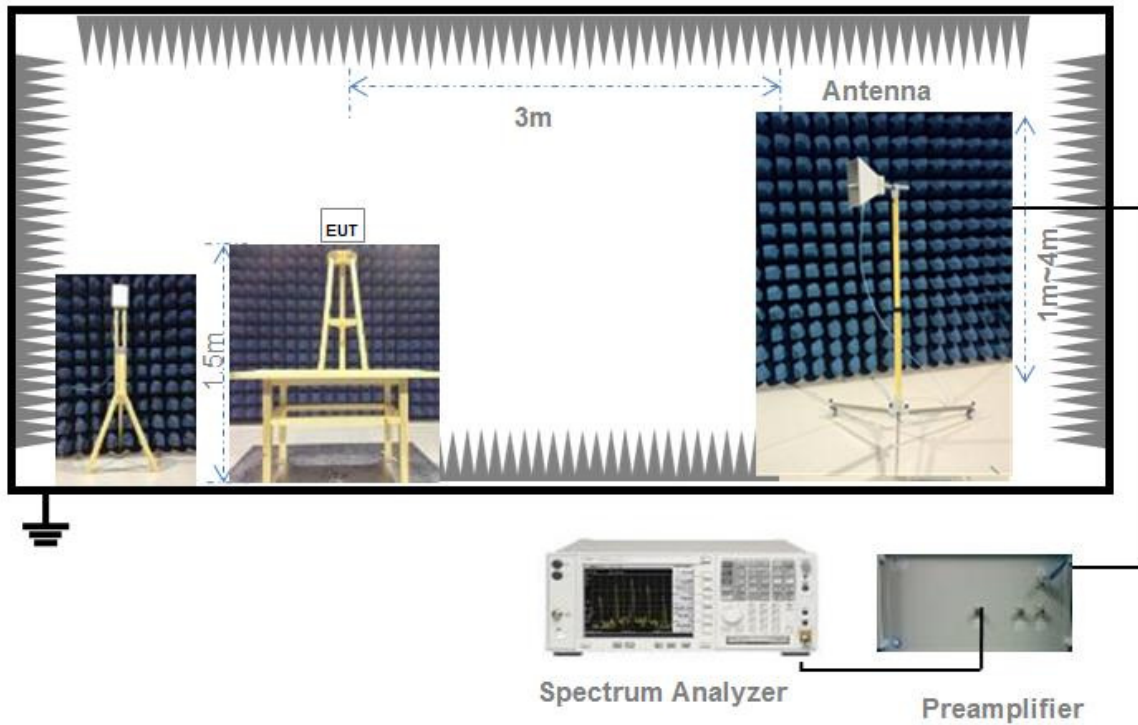 Antenna
3m
EUT
1m~4m
1.5m
Spectrum Analyzer
Preamplifier